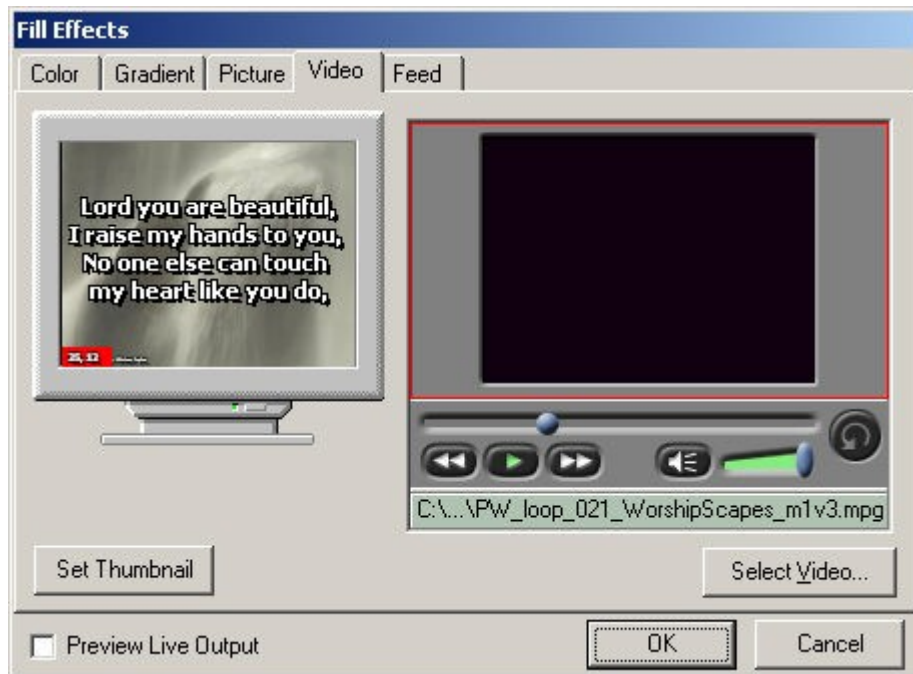 Fill Effects
Color Gradient Picture Video Feed
Lord you are beautiful,
I raise my hands to you,
No one else can touch
my heart like you do,
C:\...\PW_loop_021_WorshipScapes_m1v3.mpg
Set Thumbnail
Select Video...
Preview Live Output
OK
Cancel